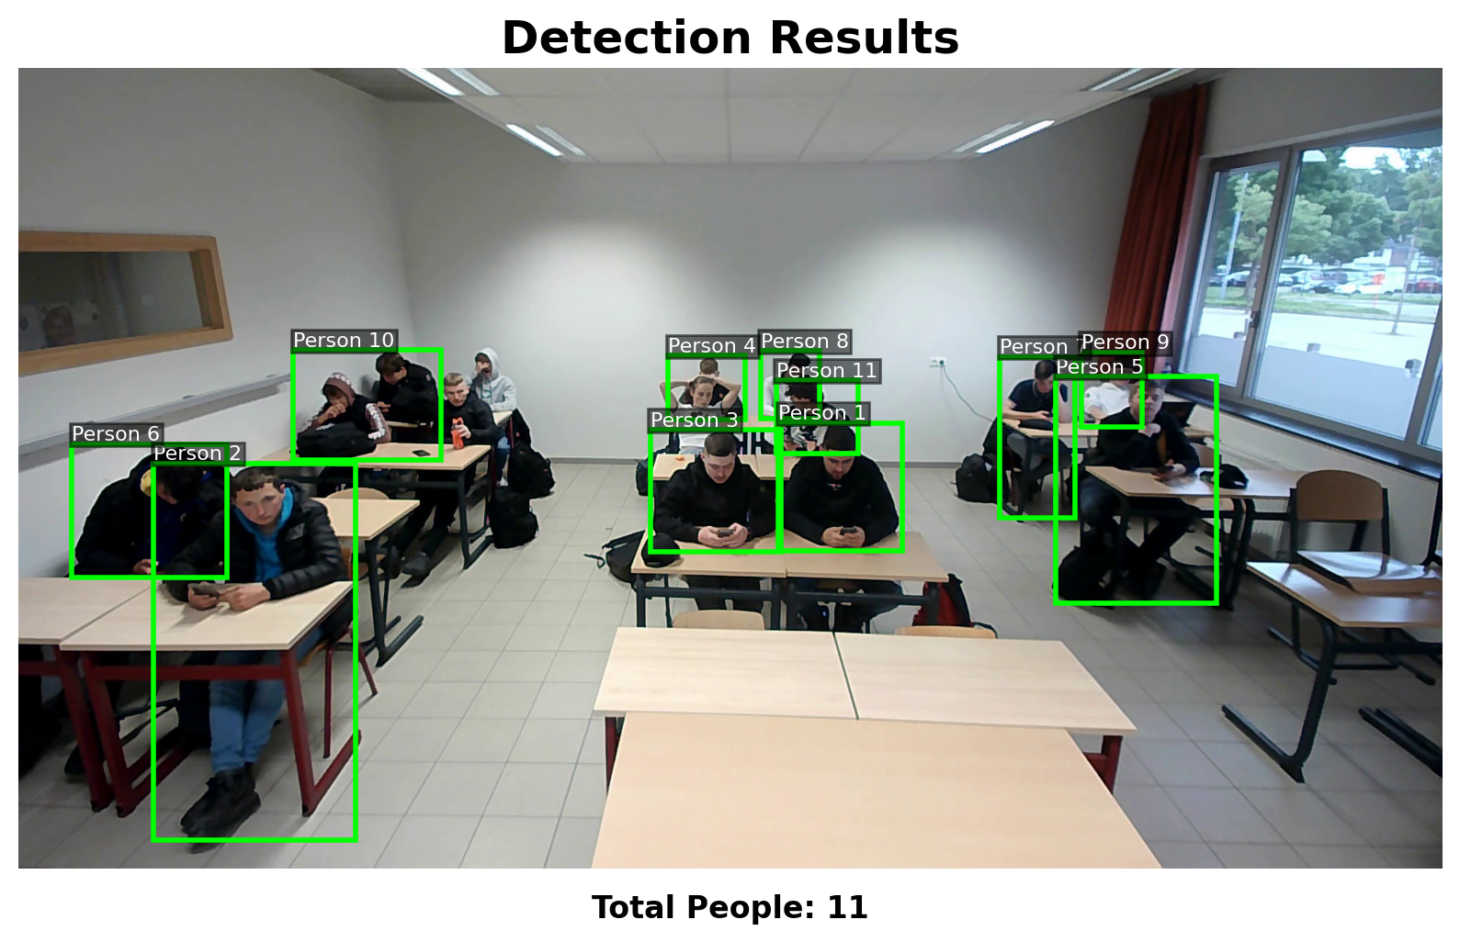 Detection Results
Person 10
Person 8
Person 4
Person 9
Person
Person 11
Person 5
Person 3
Person 1
Person 6
Person 2
Total People: 11